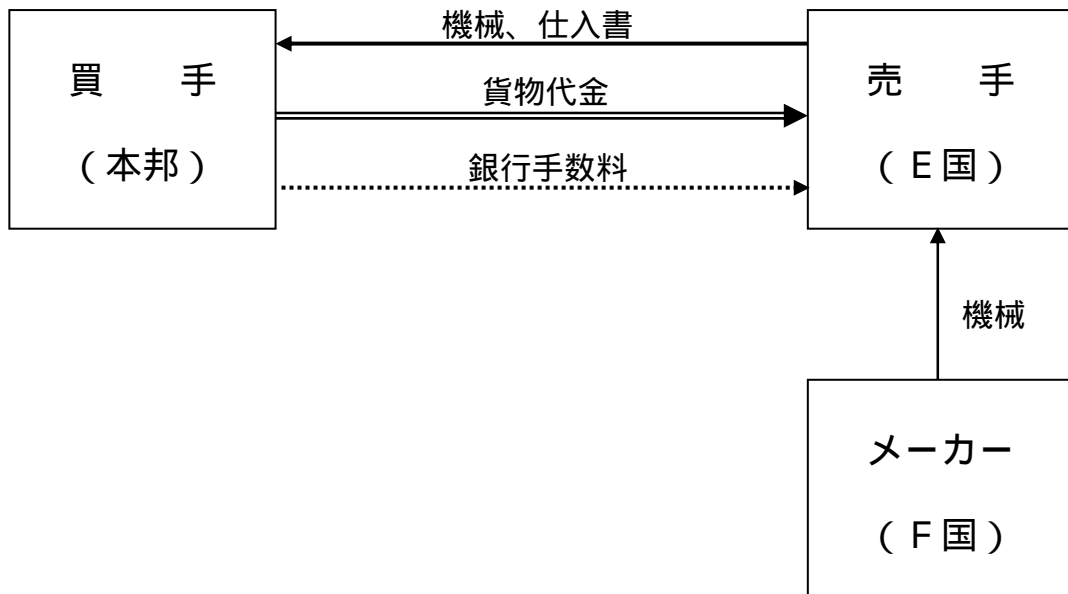 機械、仕入書
買　　手
（本邦）
貨物代金
銀行手数料
売　　手
（Ｅ国）
機械
メーカー
（Ｆ国）